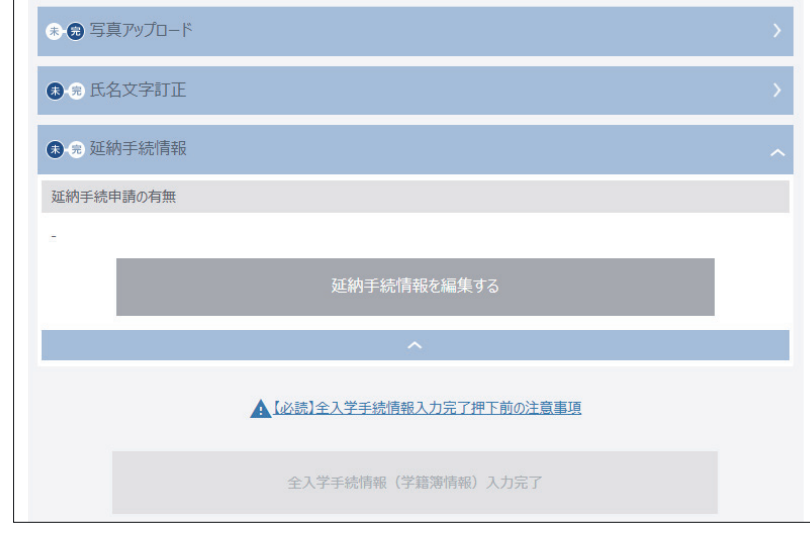 未 完 写真アップロード
未 完 氏名文字訂正
未 完 延納手続情報
延納手続申請の有無
-
延納手続情報を編集する
【必読】全入学手続情報入力完了押下前の注意事項
全入学手続情報（学籍簿情報）入力完了